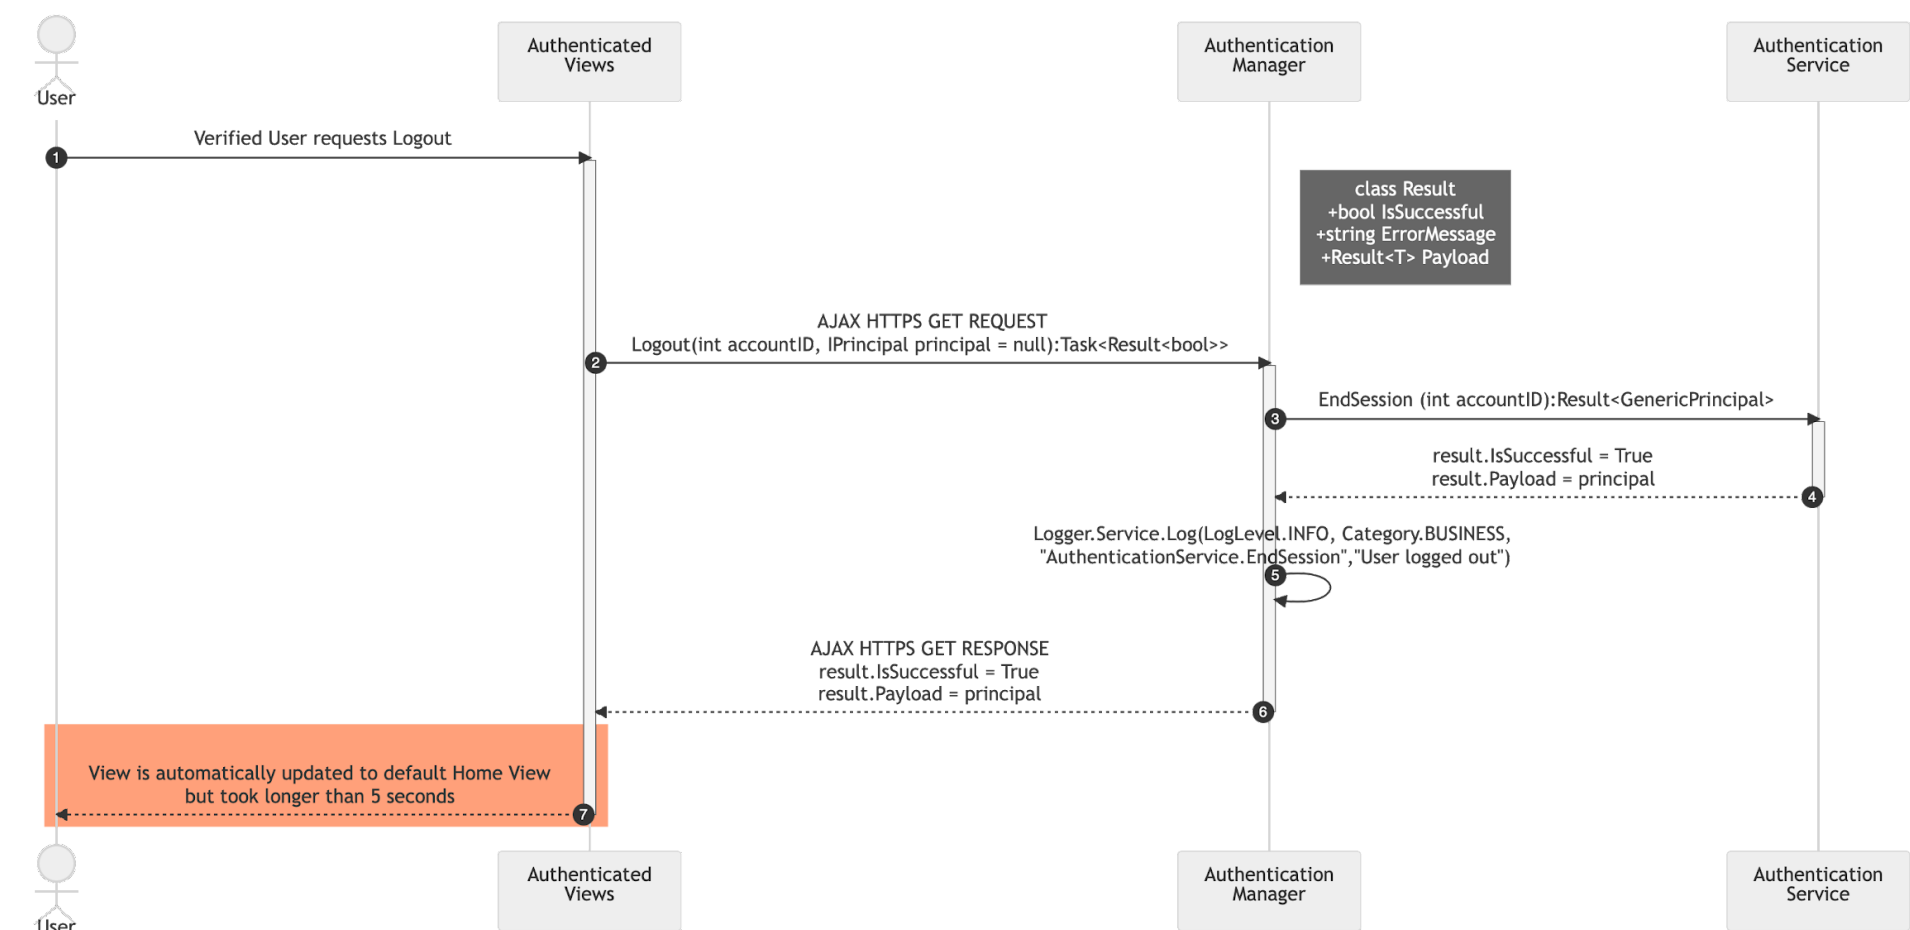 User
Authenticated
Views
Authentication
Manager
Authentication
Service
Verified User requests Logout
1
class Result
+bool IsSuccessful
+string ErrorMessage
+Result<T> Payload
AJAX HTTPS GET REQUEST
Logout(int accountID, IPrincipal principal = null):Task<Result<bool>>
2
EndSession (int accountID):Result<GenericPrincipal>
3
result.IsSuccessful = True
result.Payload = principal
4
Logger.Service.Log(LogLevel.INFO, Category.BUSINESS,
"AuthenticationService.EndSession","User logged out")
5
AJAX HTTPS GET RESPONSE
result.IsSuccessful = True
result.Payload = principal
6
View is automatically updated to default Home View
but took longer than 5 seconds
7
User
Authenticated
Views
Authentication
Manager
Authentication
Service